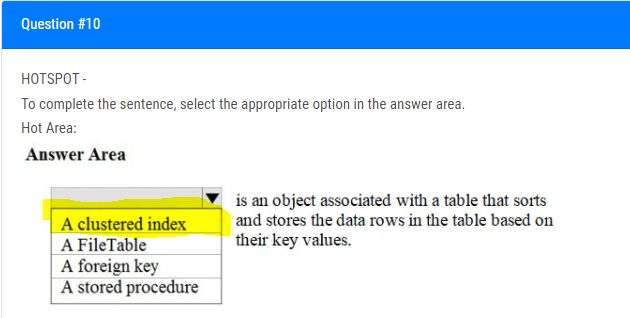 Question #10
HOTSPOT -
To complete the sentence, select the appropriate option in the answer area.
Hot Area:
Answer Area
A clustered index
A FileTable
A foreign key
A stored procedure
is an object associated with a table that sorts
and stores the data rows in the table based on
their key values.